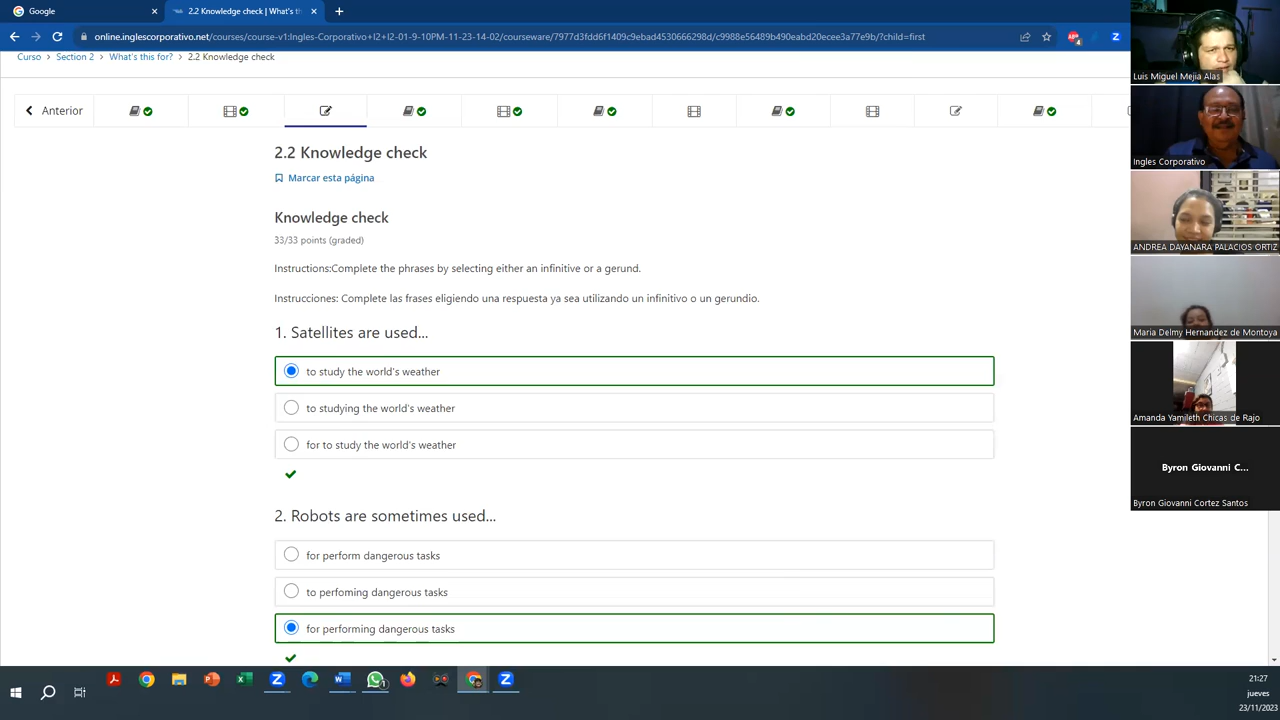 Google
2.2 Knowledge check | What's th
online.inglescorporativo.net/courses/course-v1:Ingles-Corporativo+I2+I2-01-9-10PM-11-23-14-02/courseware/7977d3fdd6f1409c9ebad4530666298d/c9988e56489b490eabd20ecee3a77e9b/?child=first
Curso > Section 2 > What's this for? > 2.2 Knowledge check
Anterior
2.2 Knowledge check
Marcar esta página
Knowledge check
33/33 points (graded)
Instructions:Complete the phrases by selecting either an infinitive or a gerund.
Instrucciones: Complete las frases eligiendo una respuesta ya sea utilizando un infinitivo o un gerundio.
1. Satellites are used...
to study the world's weather
to studying the world's weather
for to study the world's weather
2. Robots are sometimes used...
for perform dangerous tasks
to perfoming dangerous tasks
for performing dangerous tasks
Luis Miguel Mejia Alas
Ingles Corporativo
ANDREA DAYANARA PALACIOS ORTIZ
Maria Delmy Hernandez de Montoya
Amanda Yamileth Chicas de Rajo
Byron Giovanni C...
Byron Giovanni Cortez Santos
21:27
jueves
23/11/2023